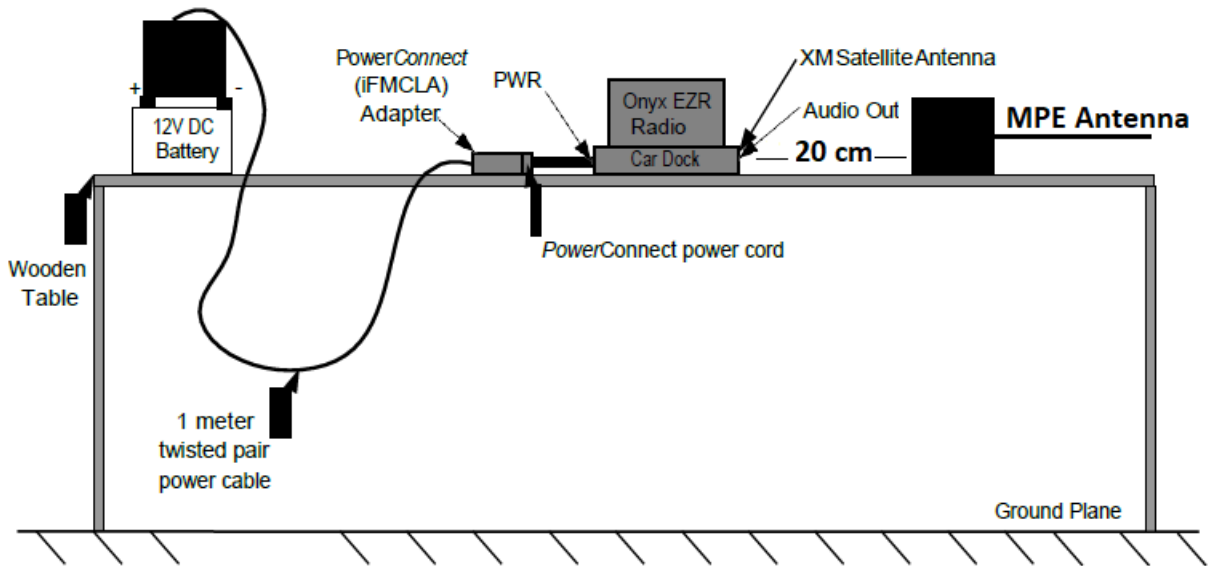 + -
12V DC
Battery
PowerConnect
(iFMCLA)
Adapter
PWR
Onyx EZR
Radio
Car Dock
XM Satellite Antenna
Audio Out
20 cm
MPE Antenna
PowerConnect power cord
Wooden
Table
1 meter
twisted pair
power cable
Ground Plane